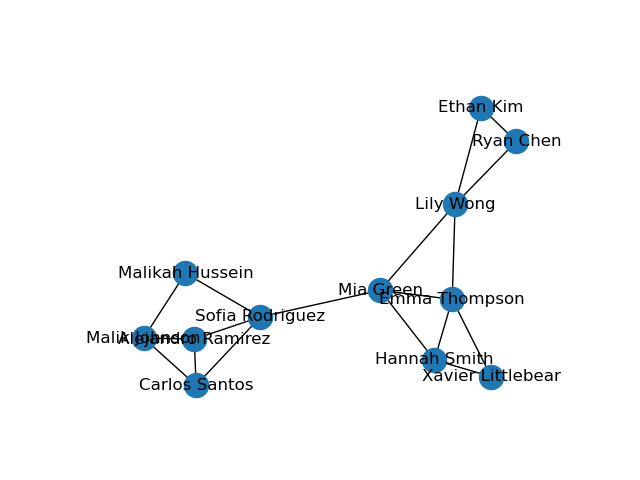 Ethan Kim
Ryan Chen
Lily Wong
Malikah Hussein
Mia Green
Emma Thompson
Sofia Rodriguez
Malik Johnson
Alejandro Ramirez
Hannah Smith
Xavier Littlebear
Carlos Santos